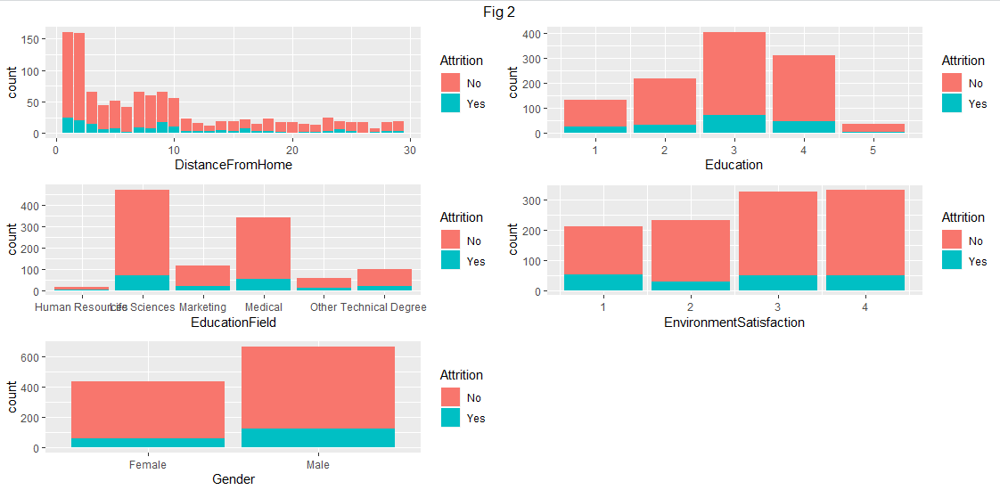 Fig 2
count
150
100
50
0
0 10 20 30
DistanceFromHome
Attrition
No
Yes
count
400
300
200
100
0
1 2 3 4 5
Education
Attrition
No
Yes
count
400
300
200
100
0
Human Resources Life Sciences Marketing Medical Other Technical Degree
EducationField
Attrition
No
Yes
count
300
200
100
0
1 2 3 4
EnvironmentSatisfaction
Attrition
No
Yes
count
600
400
200
0
Female Male
Gender
Attrition
No
Yes